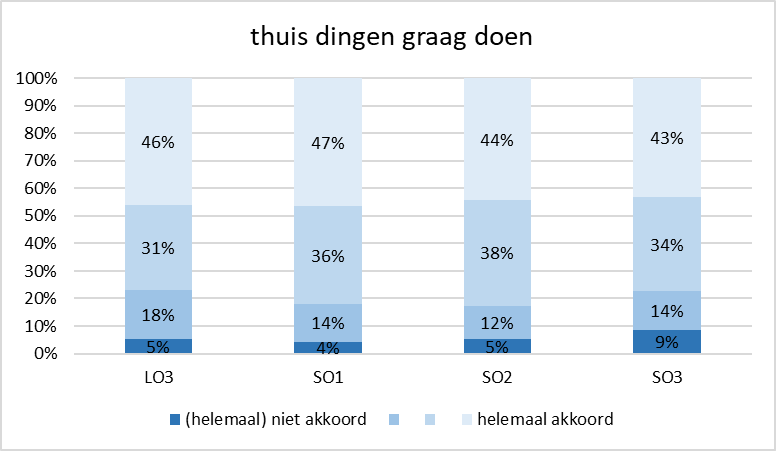 thuis dingen graag doen
100%
90%
80%
70%
60%
50%
40%
30%
20%
10%
0%
46% 47% 44% 43%
31% 36% 38% 34%
18% 14% 12% 14%
5% 4% 5% 9%
LO3 SO1 SO2 SO3
(helemaal) niet akkoord helemaal akkoord